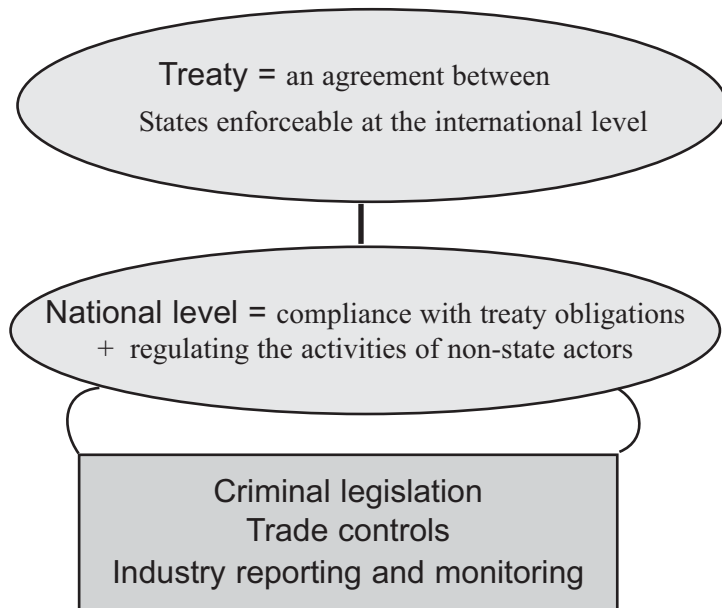 Treaty = an agreement between
States enforceable at the international level
National level = compliance with treaty obligations
+ regulating the activities of non-state actors
Criminal legislation
Trade controls
Industry reporting and monitoring